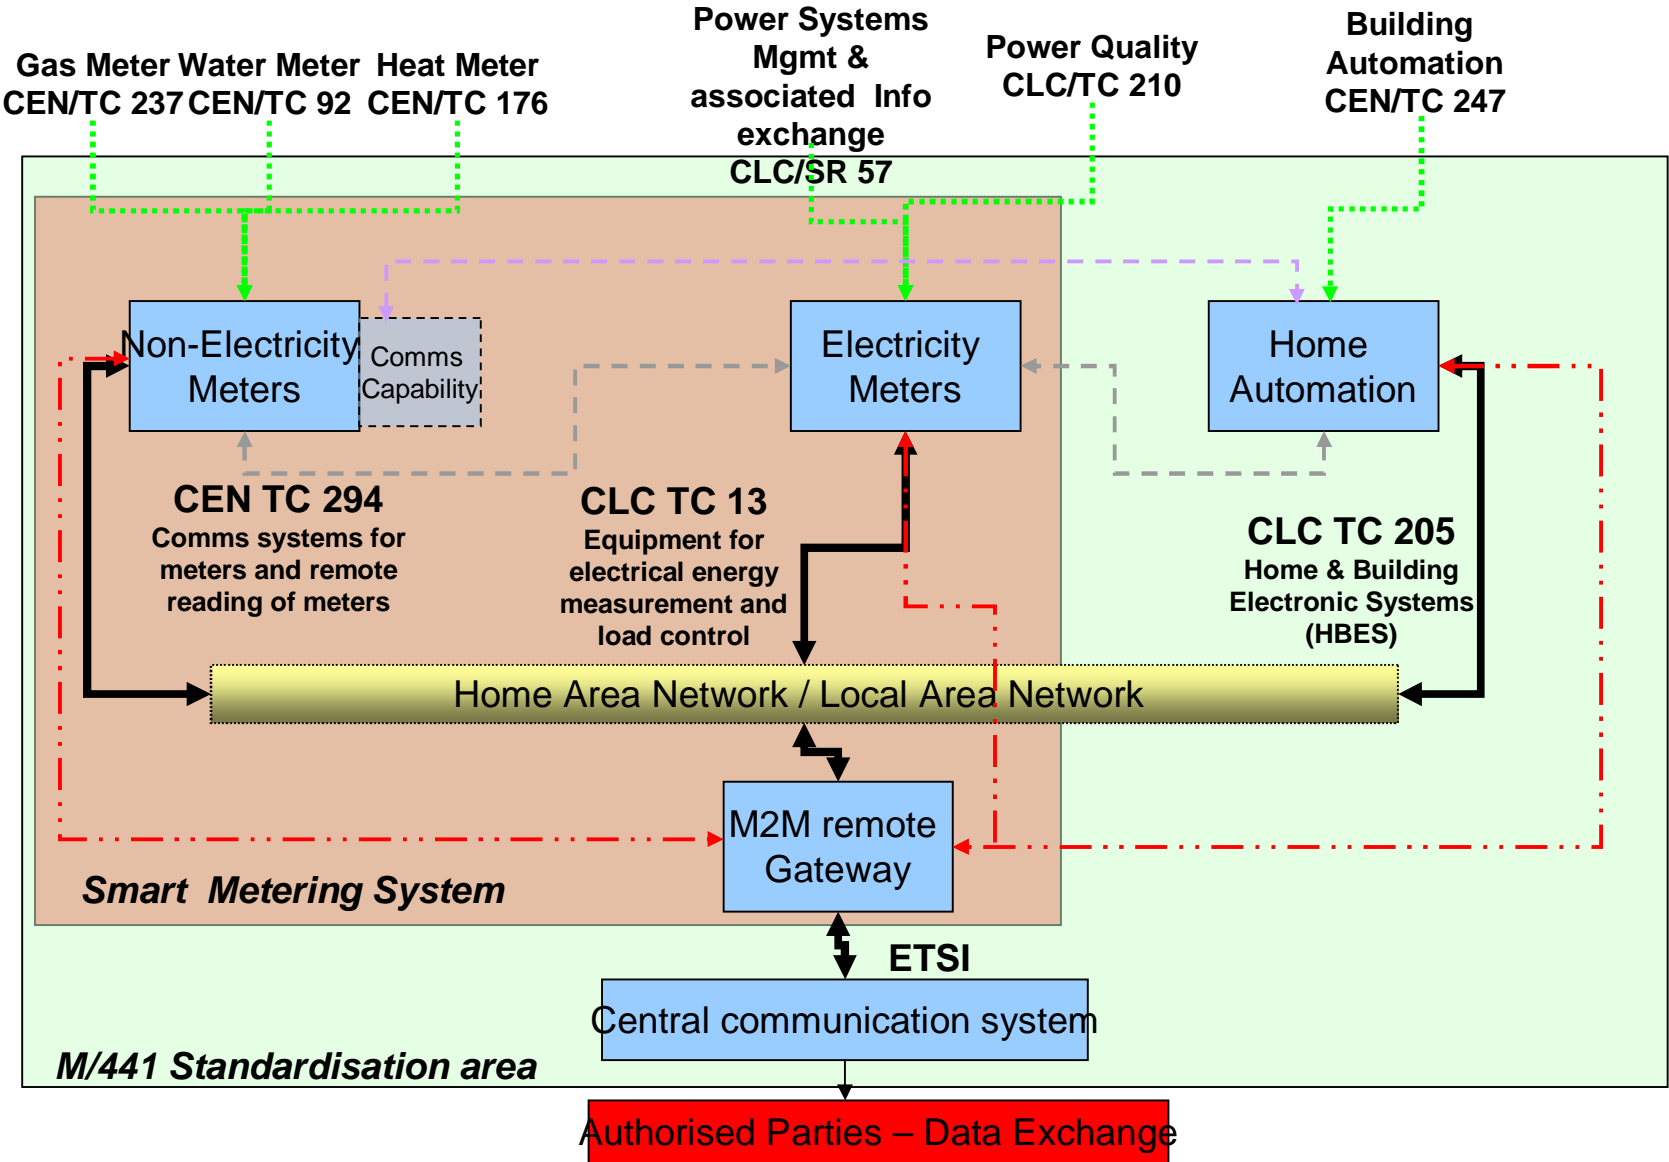 Gas Meter
CEN/TC 237
Water Meter
CEN/TC 92
Heat Meter
CEN/TC 176
Power Systems
Mgmt &
associated Info
exchange
CLC/SR 57
Power Quality
CLC/TC 210
Building
Automation
CEN/TC 247
Non-Electricity
Meters
Comms
Capability
Electricity
Meters
Home
Automation
CEN TC 294
Comms systems for
meters and remote
reading of meters
CLC TC 13
Equipment for
electrical energy
measurement and
load control
CLC TC 205
Home & Building
Electronic Systems
(HBES)
Home Area Network / Local Area Network
M2M remote
Gateway
Smart Metering System
ETSI
Central communication system
M/441 Standardisation area
Authorised Parties – Data Exchange